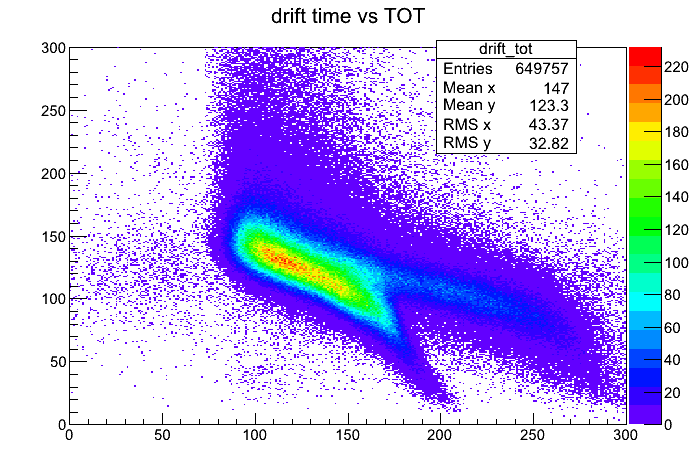 drift time vs TOT
drift_tot
Entries 649757
Mean x 147
Mean y 123.3
RMS x 43.37
RMS y 32.82
300
250
200
150
100
50
0
0 50 100 150 200 250 300
220
200
180
160
140
120
100
80
60
40
20
0